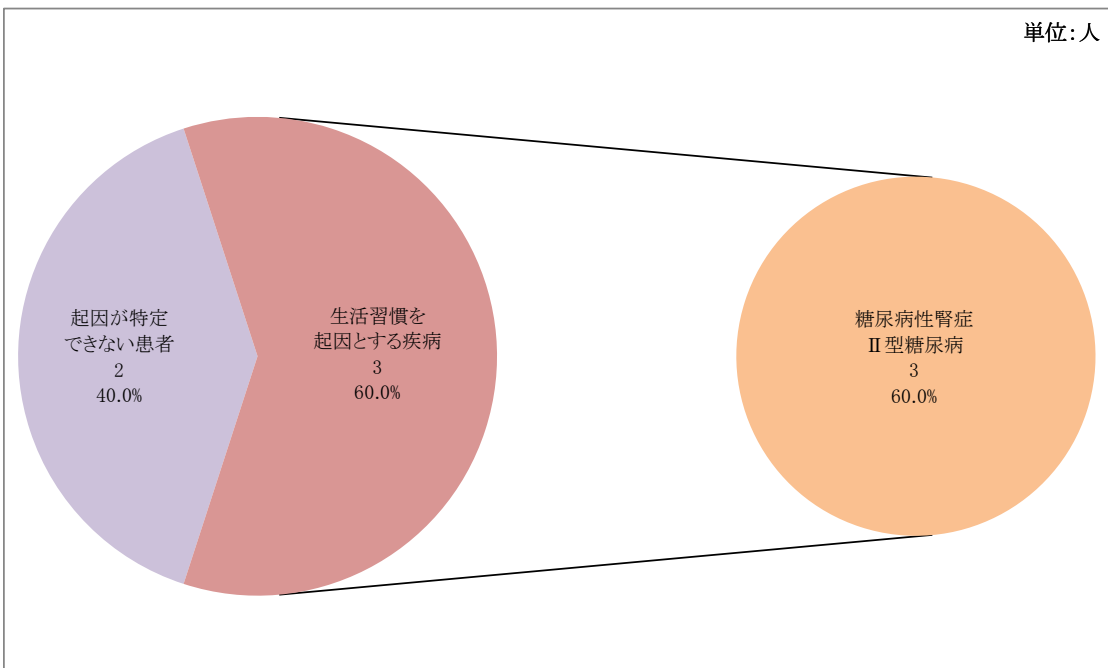 単位：人
起因が特定
できない患者
2
40.0%
生活習慣を
起因とする疾病
3
60.0%
糖尿病性腎症
Ⅱ型糖尿病
3
60.0%